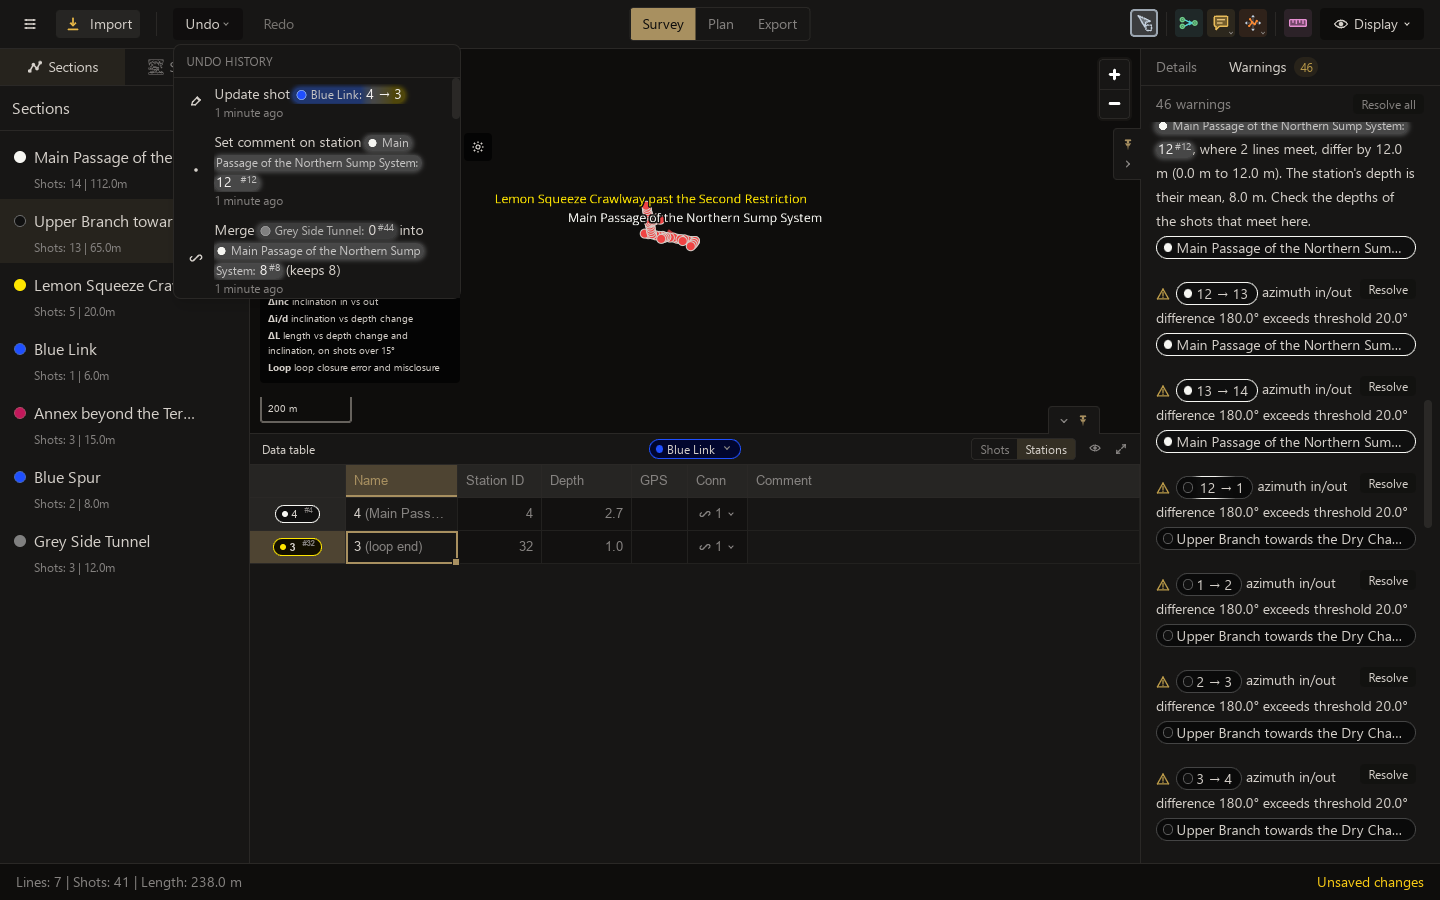 Import
Undo
Redo
Survey
Plan
Export
Display
UNDO HISTORY
Update shot Blue Link: 4 → 3
1 minute ago
Set comment on station Main
Passage of the Northern Sump System:
12 #12
1 minute ago
Merge Grey Side Tunnel: 0 #44 into
Main Passage of the Northern Sump
System: 8 #8 (keeps 8)
1 minute ago
Sections
Sections
Main Passage of the
Shots: 14 | 112.0m
Upper Branch towar
Shots: 13 | 65.0m
Lemon Squeeze Cra
Shots: 5 | 20.0m
Blue Link
Shots: 1 | 6.0m
Annex beyond the Ter...
Shots: 3 | 15.0m
Blue Spur
Shots: 2 | 8.0m
Grey Side Tunnel
Shots: 3 | 12.0m
Lemon Squeeze Crawlway past the Second Restriction
Main Passage of the Northern Sump System
Δinc inclination in vs out
Δi/d inclination vs depth change
ΔL length vs depth change and
inclination, on shots over 15°
Loop loop closure error and misclosure
200 m
Data table
Blue Link
Shots
Stations
Name Station ID Depth GPS Conn Comment
4 #4 4 (Main Pass... 4 2.7 1
3 #32 3 (loop end) 32 1.0 1
Details
Warnings 46
46 warnings
Resolve all
Main Passage of the Northern Sump System:
12 #12, where 2 lines meet, differ by 12.0
m (0.0 m to 12.0 m). The station's depth is
their mean, 8.0 m. Check the depths of
the shots that meet here.
Main Passage of the Northern Sum...
12 → 13 azimuth in/out Resolve
difference 180.0° exceeds threshold 20.0°
Main Passage of the Northern Sum...
13 → 14 azimuth in/out Resolve
difference 180.0° exceeds threshold 20.0°
Main Passage of the Northern Sum...
12 → 1 azimuth in/out Resolve
difference 180.0° exceeds threshold 20.0°
Upper Branch towards the Dry Cha...
1 → 2 azimuth in/out Resolve
difference 180.0° exceeds threshold 20.0°
Upper Branch towards the Dry Cha...
2 → 3 azimuth in/out Resolve
difference 180.0° exceeds threshold 20.0°
Upper Branch towards the Dry Cha...
3 → 4 azimuth in/out Resolve
difference 180.0° exceeds threshold 20.0°
Upper Branch towards the Dry Cha...
Lines: 7 | Shots: 41 | Length: 238.0 m
Unsaved changes